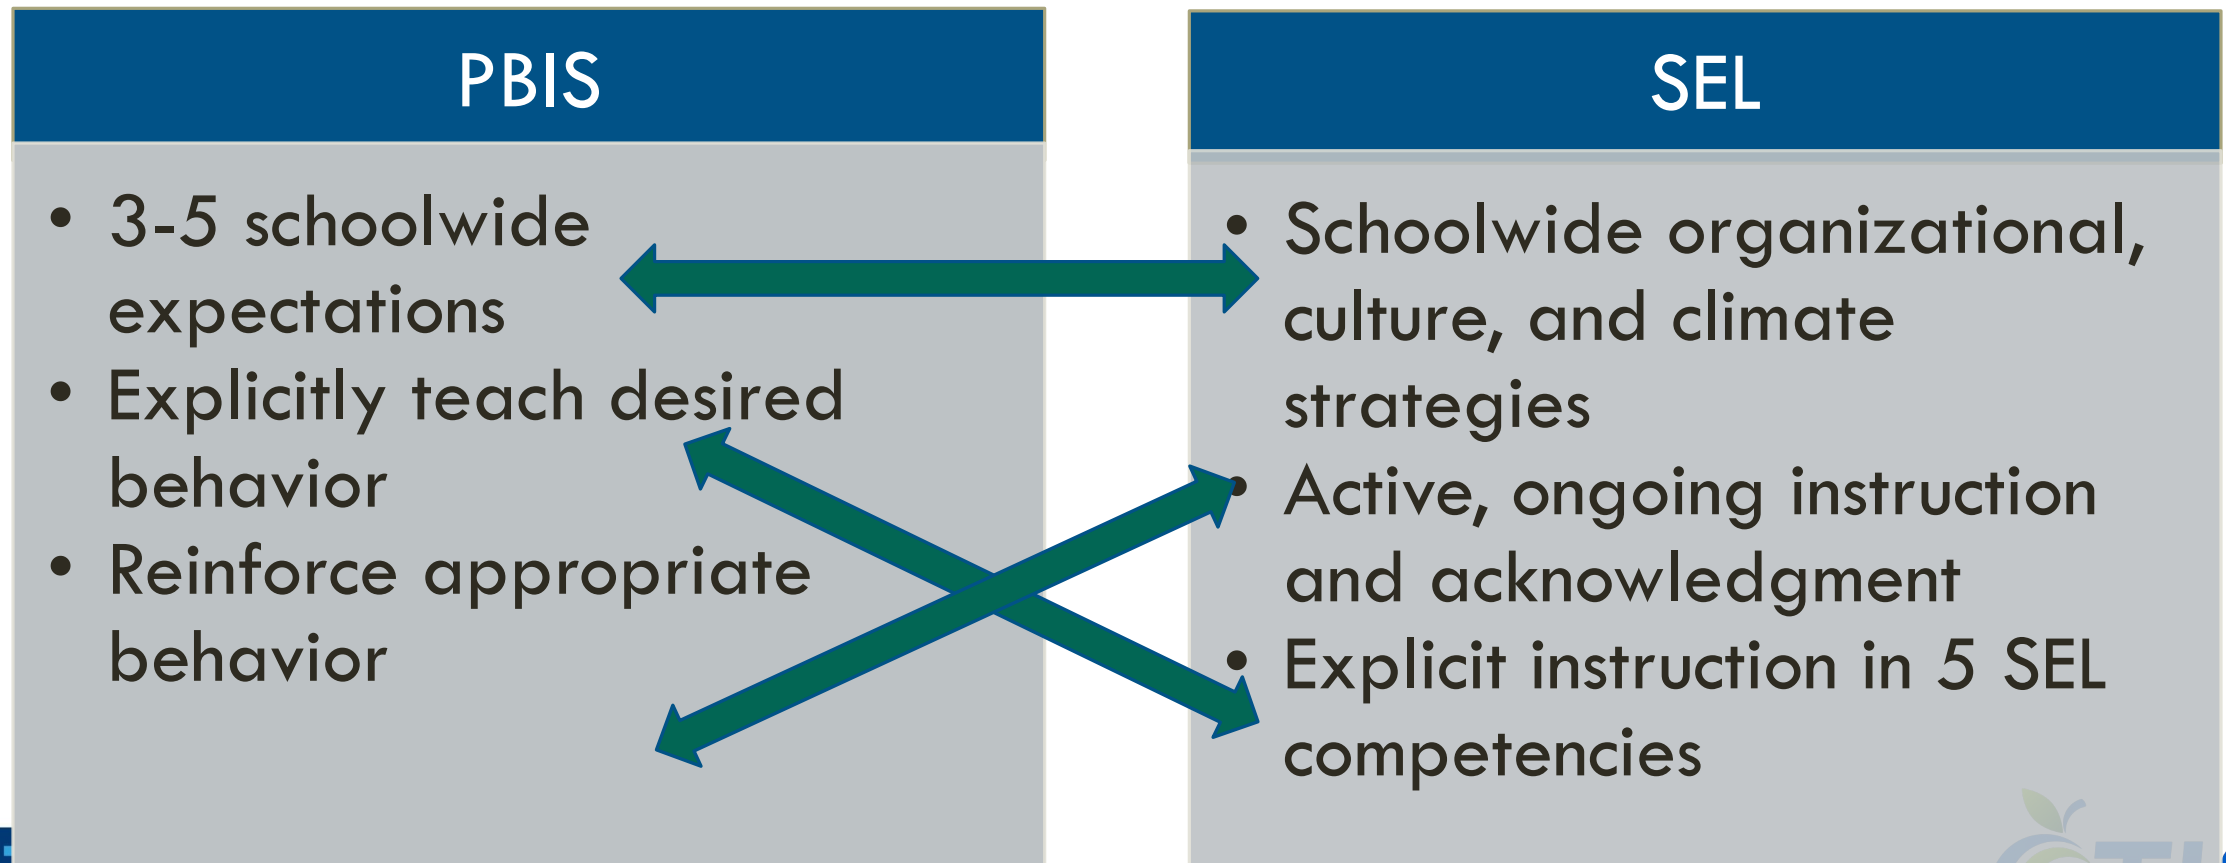 PBIS
• 3-5 schoolwide
expectations
• Explicitly teach desired
behavior
• Reinforce appropriate
behavior
SEL
• Schoolwide organizational,
culture, and climate
strategies
• Active, ongoing instruction
and acknowledgment
• Explicit instruction in 5 SEL
competencies